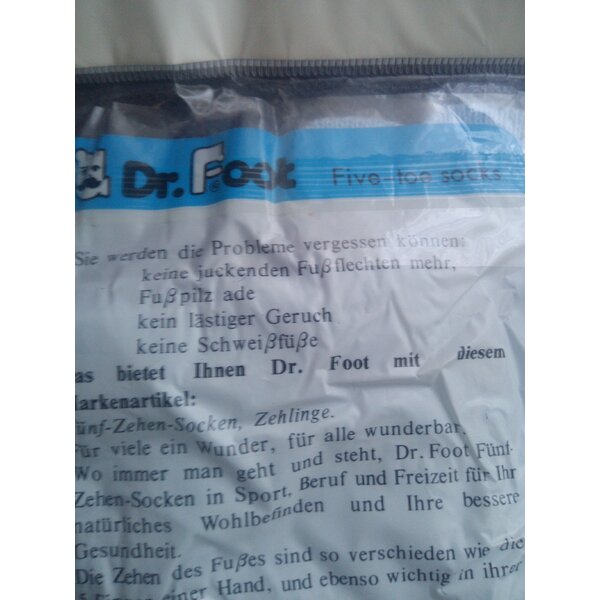 Dr. Foot ® Five-toe socks
Sie werden die Probleme vergessen können:
keine juckenden Fußflechten mehr,
Fußpilz ade
kein lästiger Geruch
keine Schweißfüße
as bietet Ihnen Dr. Foot mit diesem
arkenartikel:
ünf-Zehen-Socken, Zehlinge.
ür viele ein Wunder, für alle wunderbar.
Wo immer man geht und steht, Dr. Foot Fünf-
Zehen-Socken in Sport, Beruf und Freizeit für Ihr
natürliches Wohlbefinden und Ihre bessere
Gesundheit.
Die Zehen des Fußes sind so verschieden wie die
einer Hand, und ebenso wichtig in ihrer